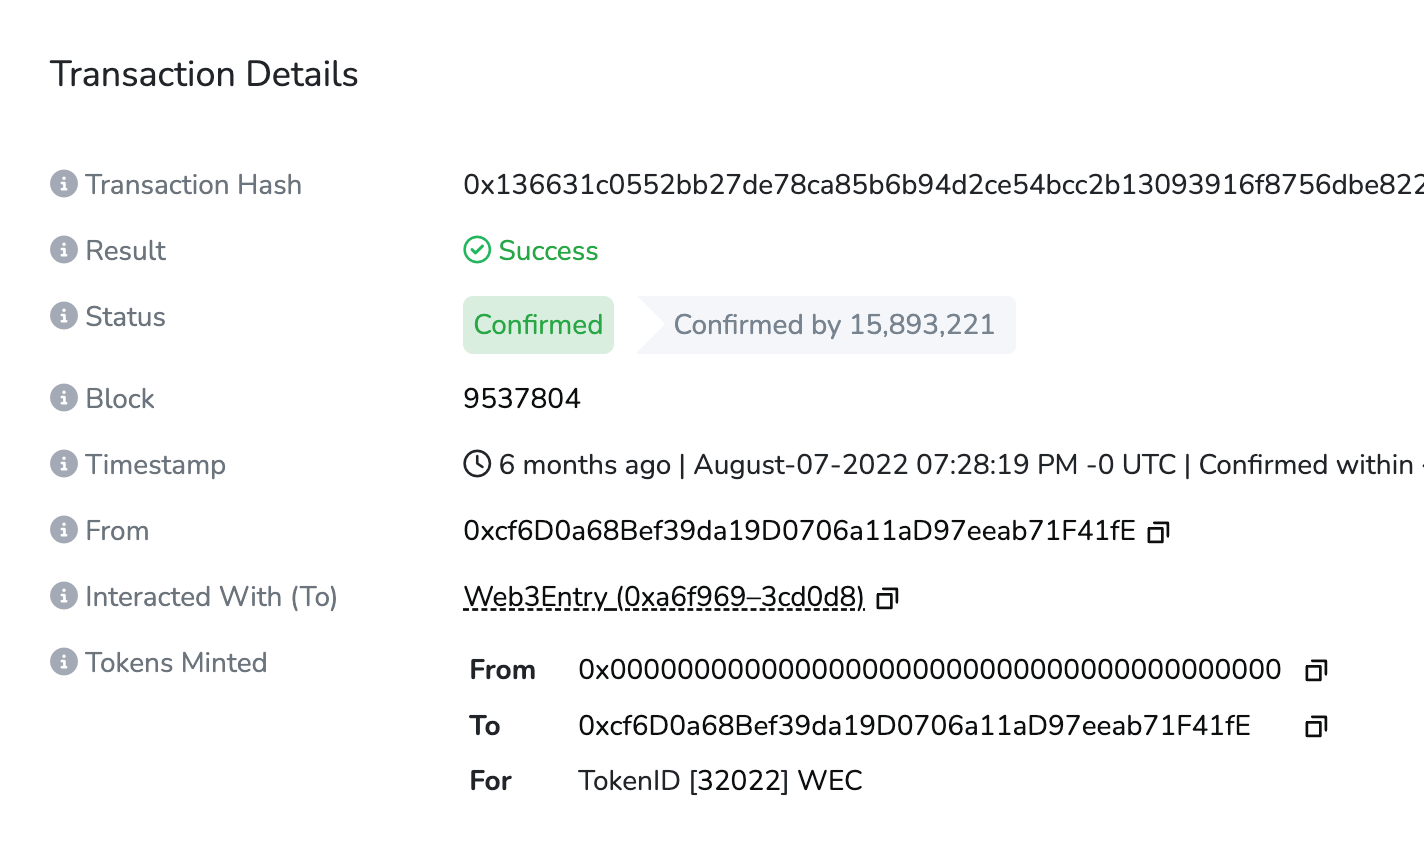 Transaction Details
Transaction Hash 0x136631c0552bb27de78ca85b6b94d2ce54bcc2b13093916f8756dbe822
Result Success
Status Confirmed Confirmed by 15,893,221
Block 9537804
Timestamp 6 months ago | August-07-2022 07:28:19 PM -0 UTC | Confirmed within
From 0xcf6D0a68Bef39da19D0706a11aD97eeab71F41fE
Interacted With (To) Web3Entry (0xa6f969–3cd0d8)
Tokens Minted From 0x0000000000000000000000000000000000000000
To 0xcf6D0a68Bef39da19D0706a11aD97eeab71F41fE
For TokenID [32022] WEC